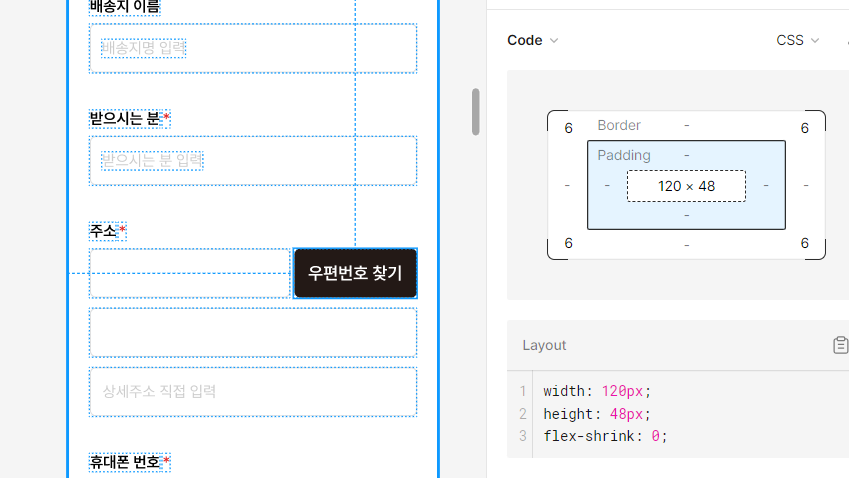 배송지 이름
배송지명 입력
받으시는 분 *
받으시는 분 입력
주소 *
우편번호 찾기
상세주소 직접 입력
휴대폰 번호 *
Code
CSS
6
Border
-
6
Padding
-
-
-
120 × 48
-
-
-
6
-
6
Layout
1 width: 120px;
2 height: 48px;
3 flex-shrink: 0;